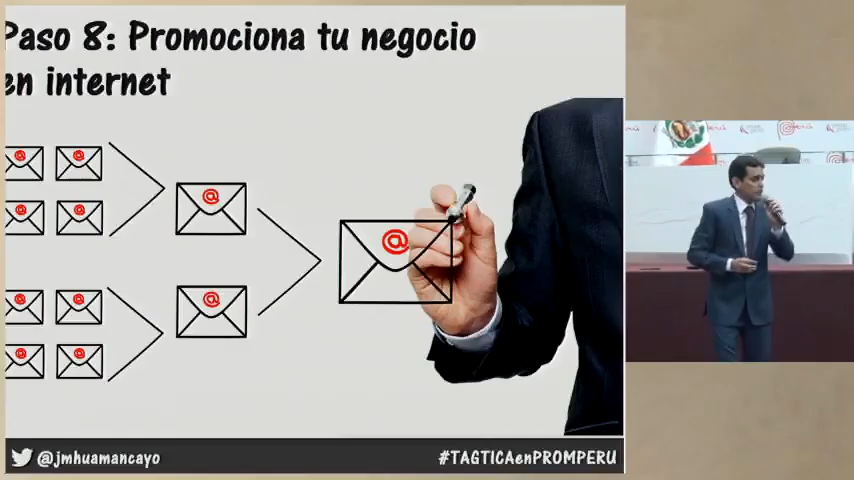 Paso 8: Promociona tu negocio
en internet
@jmhuamancayo
#TAGTICAenPROMPERU